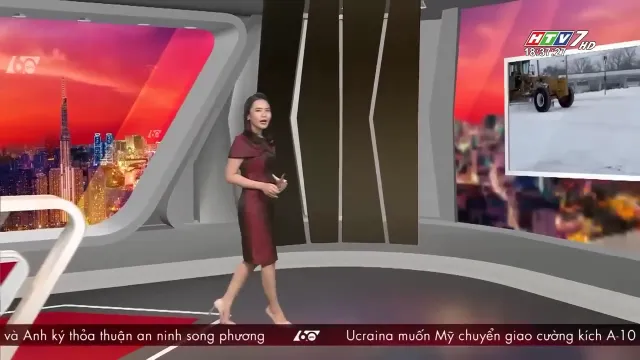 HTV7 HD
18:37:27
và Anh ký thỏa thuận an ninh song phương 60 Ucraina muốn Mỹ chuyển giao cường kích A-10